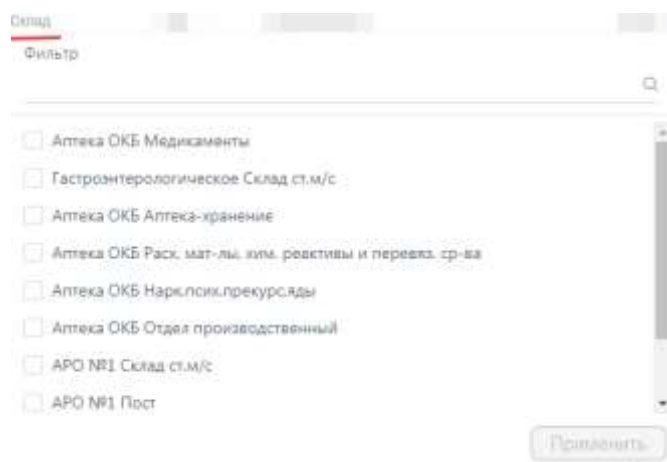 Склад
Фильтр
Аптека ОКБ Медикаменты
Гастроэнтерологическое Склад ст.м/с
Аптека ОКБ Аптека-хранение
Аптека ОКБ Расх. мат-лы, хим. реактивы и перевяз. ср-ва
Аптека ОКБ Нарк.псих.прекурс.яды
Аптека ОКБ Отдел производственный
АРО №1 Склад ст.м/с
АРО №1 Пост
Применить